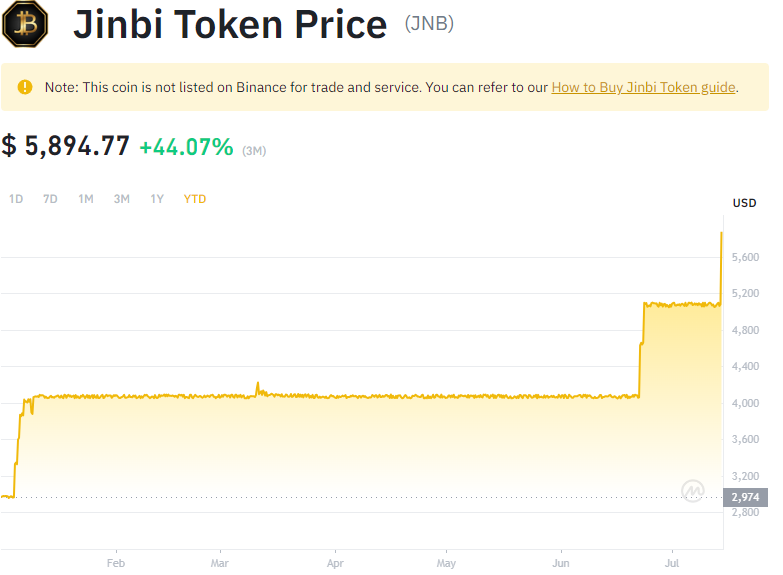 Jinbi Token Price (JNB)
Note: This coin is not listed on Binance for trade and service. You can refer to our How to Buy Jinbi Token guide.
$ 5,894.77 +44.07% (3M)
1D 7D 1M 3M 1Y YTD
USD
5,600
5,200
4,800
4,400
4,000
3,600
3,200
2,974
2,800
Feb Mar Apr May Jun Jul